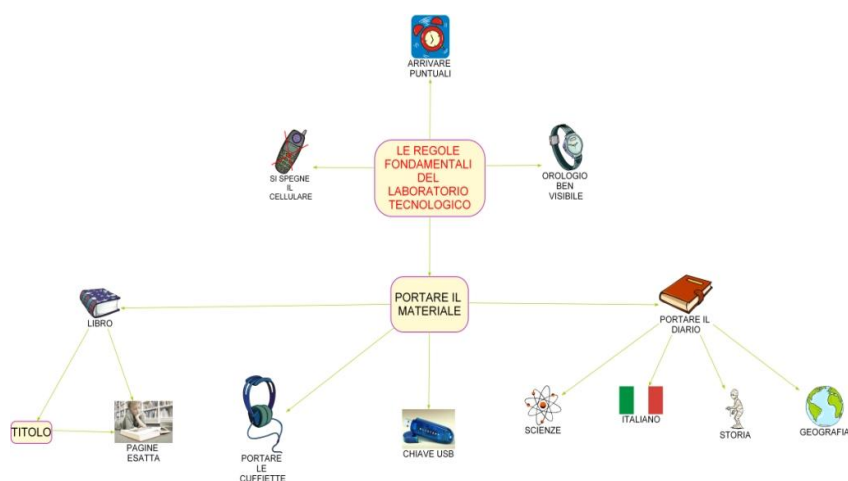 ARRIVARE
PUNTUALI
LE REGOLE
FONDAMENTALI
DEL
LABORATORIO
TECNOLOGICO
SI SPEGNE
IL
CELLULARE
OROLOGIO
BEN
VISIBILE
PORTARE IL
MATERIALE
LIBRO
PORTARE IL
DIARIO
TITOLO
PAGINE
ESATTA
PORTARE
LE
CUFFIETTE
CHIAVE USB
SCIENZE
ITALIANO
STORIA
GEOGRAFIA